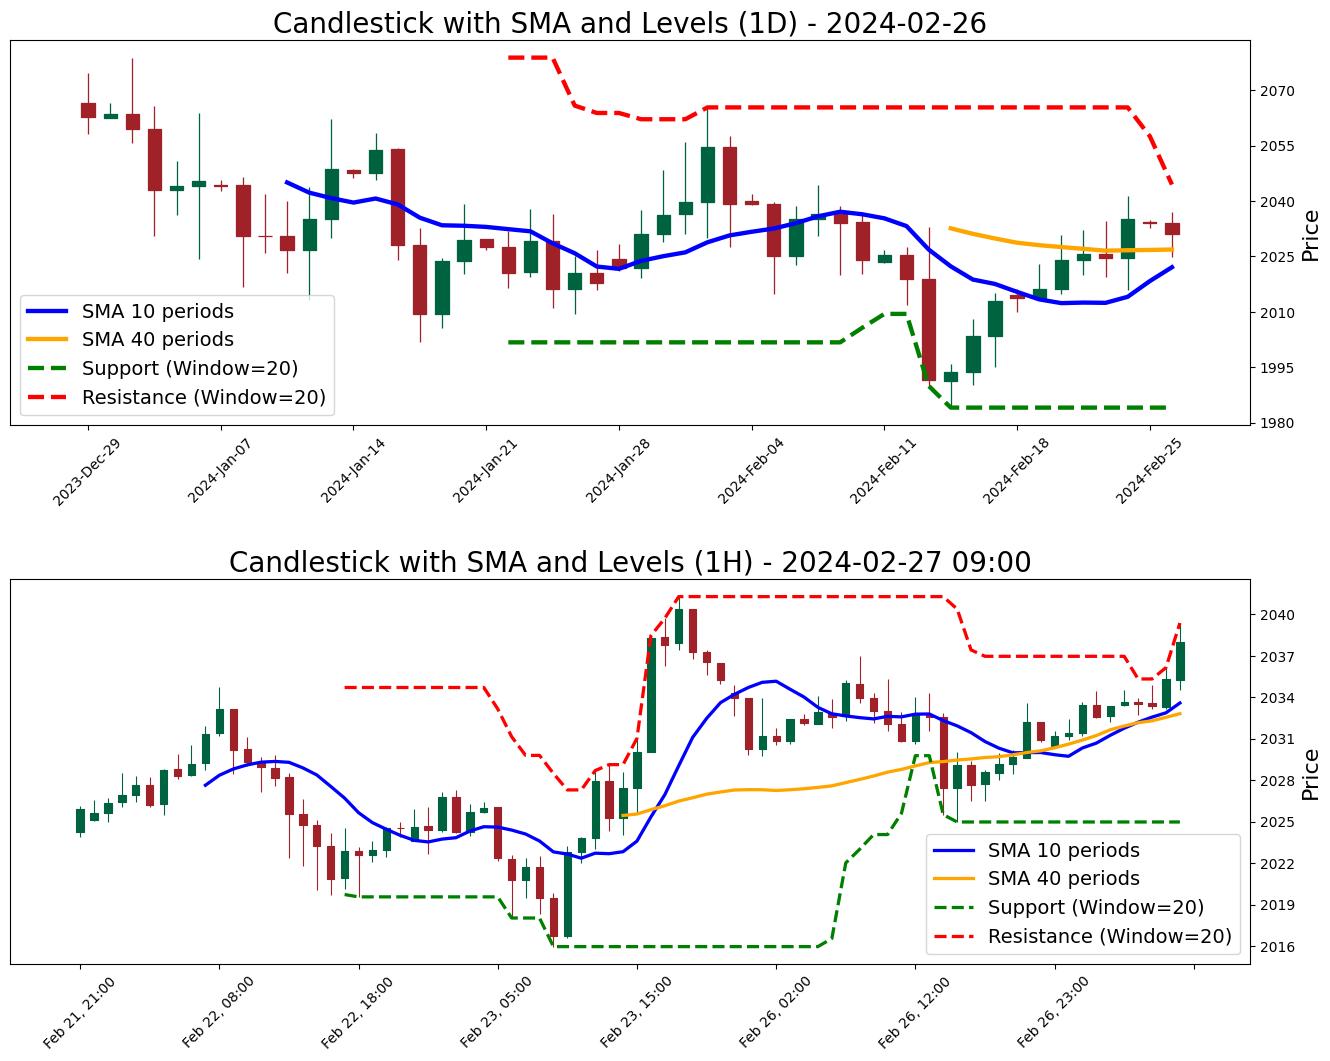 Candlestick with SMA and Levels (1D) - 2024-02-26
2070
2055
2040
2025
2010
1995
1980
Price
SMA 10 periods
SMA 40 periods
Support (Window=20)
Resistance (Window=20)
2023-Dec-29
2024-Jan-07
2024-Jan-14
2024-Jan-21
2024-Jan-28
2024-Feb-04
2024-Feb-11
2024-Feb-18
2024-Feb-25
Candlestick with SMA and Levels (1H) - 2024-02-27 09:00
2040
2037
2034
2031
2028
2025
2022
2019
2016
Price
SMA 10 periods
SMA 40 periods
Support (Window=20)
Resistance (Window=20)
Feb 21, 21:00
Feb 22, 08:00
Feb 22, 18:00
Feb 23, 05:00
Feb 23, 15:00
Feb 26, 02:00
Feb 26, 12:00
Feb 26, 23:00